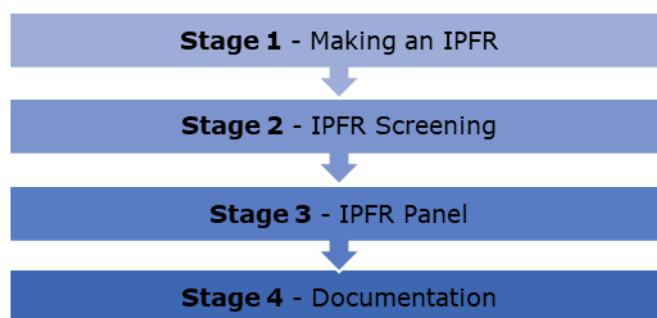 Stage 1 - Making an IPFR
Stage 2 - IPFR Screening
Stage 3 - IPFR Panel
Stage 4 - Documentation